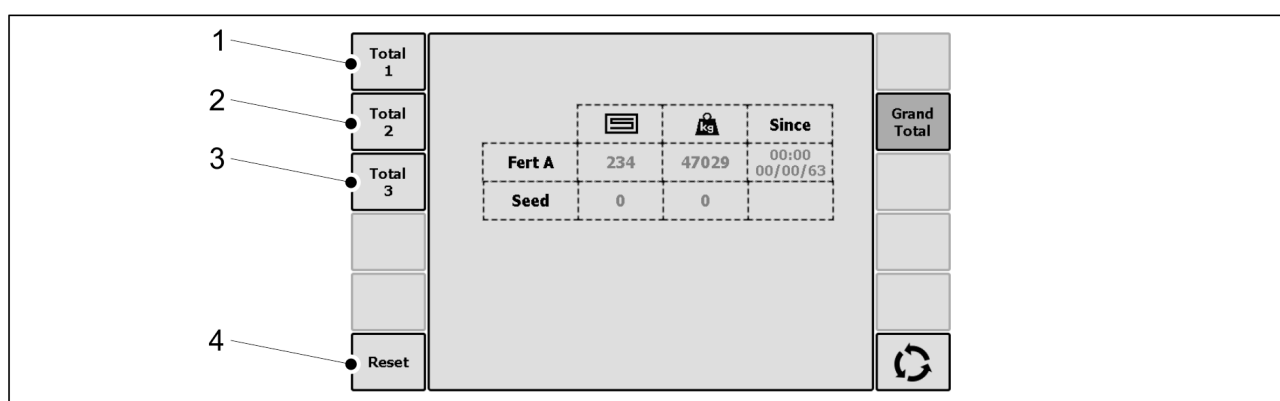 1
Total
1
2
Total
2
3
Total
3
4
Reset
kg
Since
Fert A
234
47029
00:00
00/00/63
Seed
0
0
Grand
Total